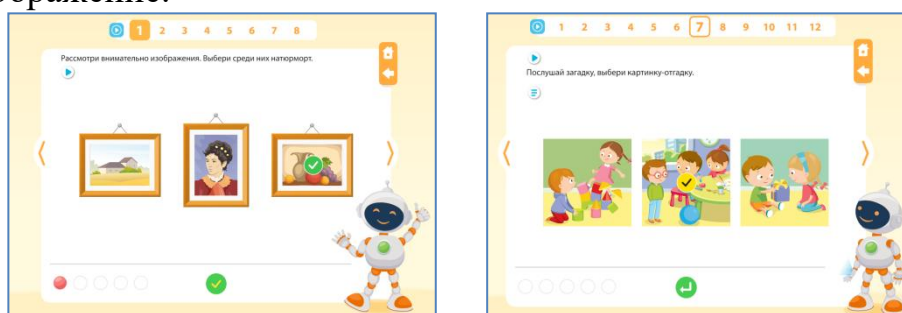 1 2 3 4 5 6 7 8
Рассмотри внимательно изображения. Выбери среди них натюрморт.
1 2 3 4 5 6 7 8 9 10 11 12
Послушай загадку, выбери картинку-отгадку.